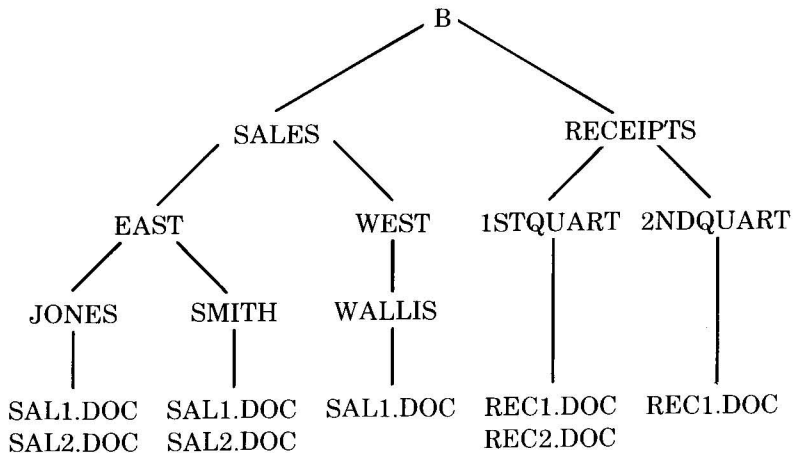 B
SALES RECEIPTS
EAST WEST 1STQUART 2NDQUART
JONES SMITH WALLIS
SAL1.DOC SAL1.DOC SAL1.DOC REC1.DOC REC1.DOC
SAL2.DOC SAL2.DOC REC2.DOC